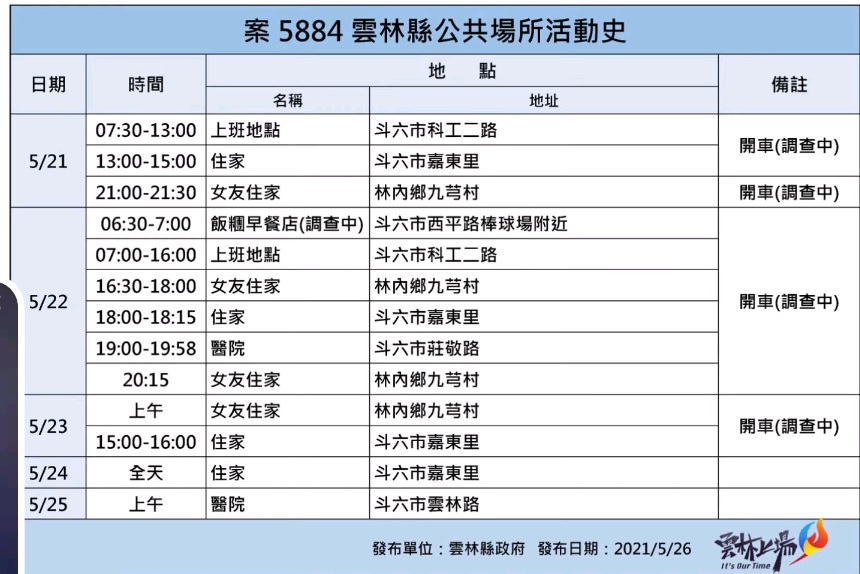 案 5884 雲林縣公共場所活動史
日期 時間 地 點 備註
名稱 地址
5/21 07:30-13:00 上班地點 斗六市科工二路 開車(調查中)
13:00-15:00 住家 斗六市嘉東里
21:00-21:30 女友住家 林內鄉九芎村 開車(調查中)
5/22 06:30-7:00 飯糰早餐店(調查中) 斗六市西平路棒球場附近 開車(調查中)
07:00-16:00 上班地點 斗六市科工二路
16:30-18:00 女友住家 林內鄉九芎村
18:00-18:15 住家 斗六市嘉東里
19:00-19:58 醫院 斗六市莊敬路
20:15 女友住家 林內鄉九芎村
5/23 上午 女友住家 林內鄉九芎村 開車(調查中)
15:00-16:00 住家 斗六市嘉東里
5/24 全天 住家 斗六市嘉東里
5/25 上午 醫院 斗六市雲林路
發布單位：雲林縣政府 發布日期：2021/5/26
雲林上場
It's Our Time